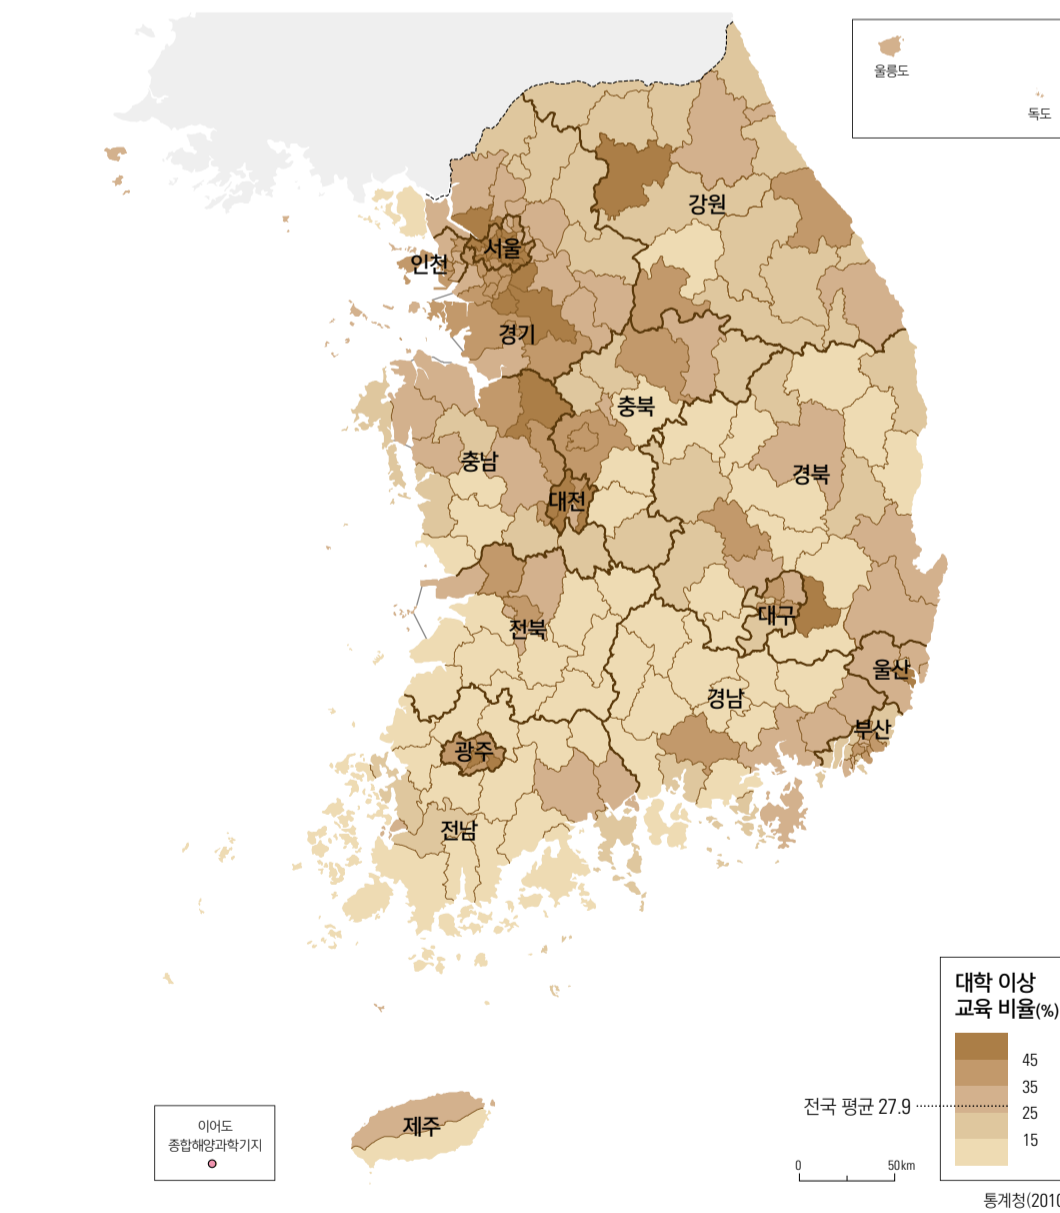 울릉도
독도
강원
서울
인천
경기
충북
충남
경북
대전
대구
전북
울산
경남
부산
광주
전남
대학 이상
교육 비율(%)
45
35
전국 평균 27.9
25
15
제주
이어도
종합해양과학기지
0 50km
통계청(2010